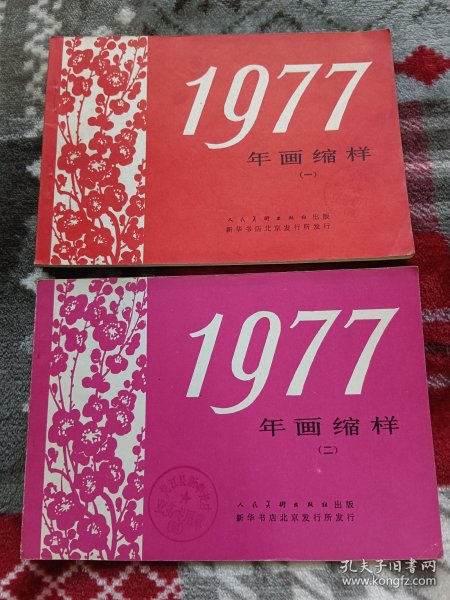 1977
年画缩样
（一）
人民美术出版社出版
新华书店北京发行所发行
1977
年画缩样
（二）
人民美术出版社出版
新华书店北京发行所发行
孔夫子旧书网
www.kongfz.com